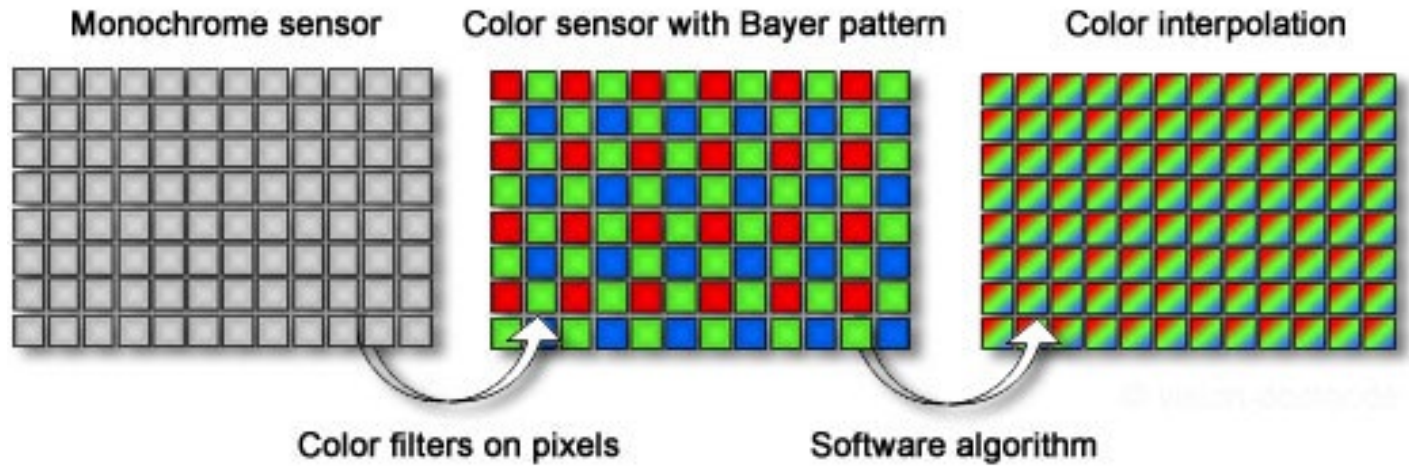 Monochrome sensor
Color sensor with Bayer pattern
Color interpolation
Color filters on pixels
Software algorithm